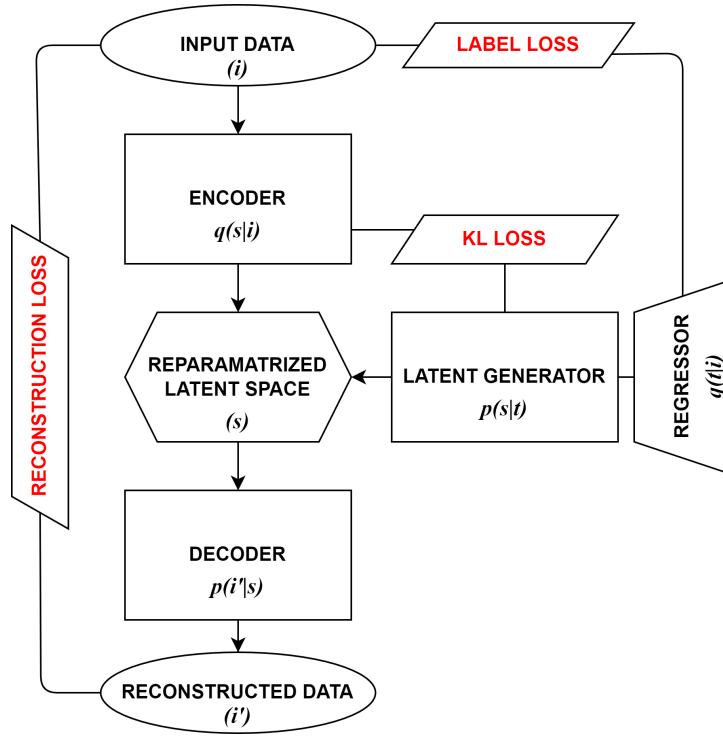 INPUT DATA
(i)
LABEL LOSS
ENCODER
q(s|i)
KL LOSS
RECONSTRUCTION LOSS
REPARAMATRIZED
LATENT SPACE
(s)
LATENT GENERATOR
p(s|t)
REGRESSOR
q(t|i)
DECODER
p(i'|s)
RECONSTRUCTED DATA
(i')